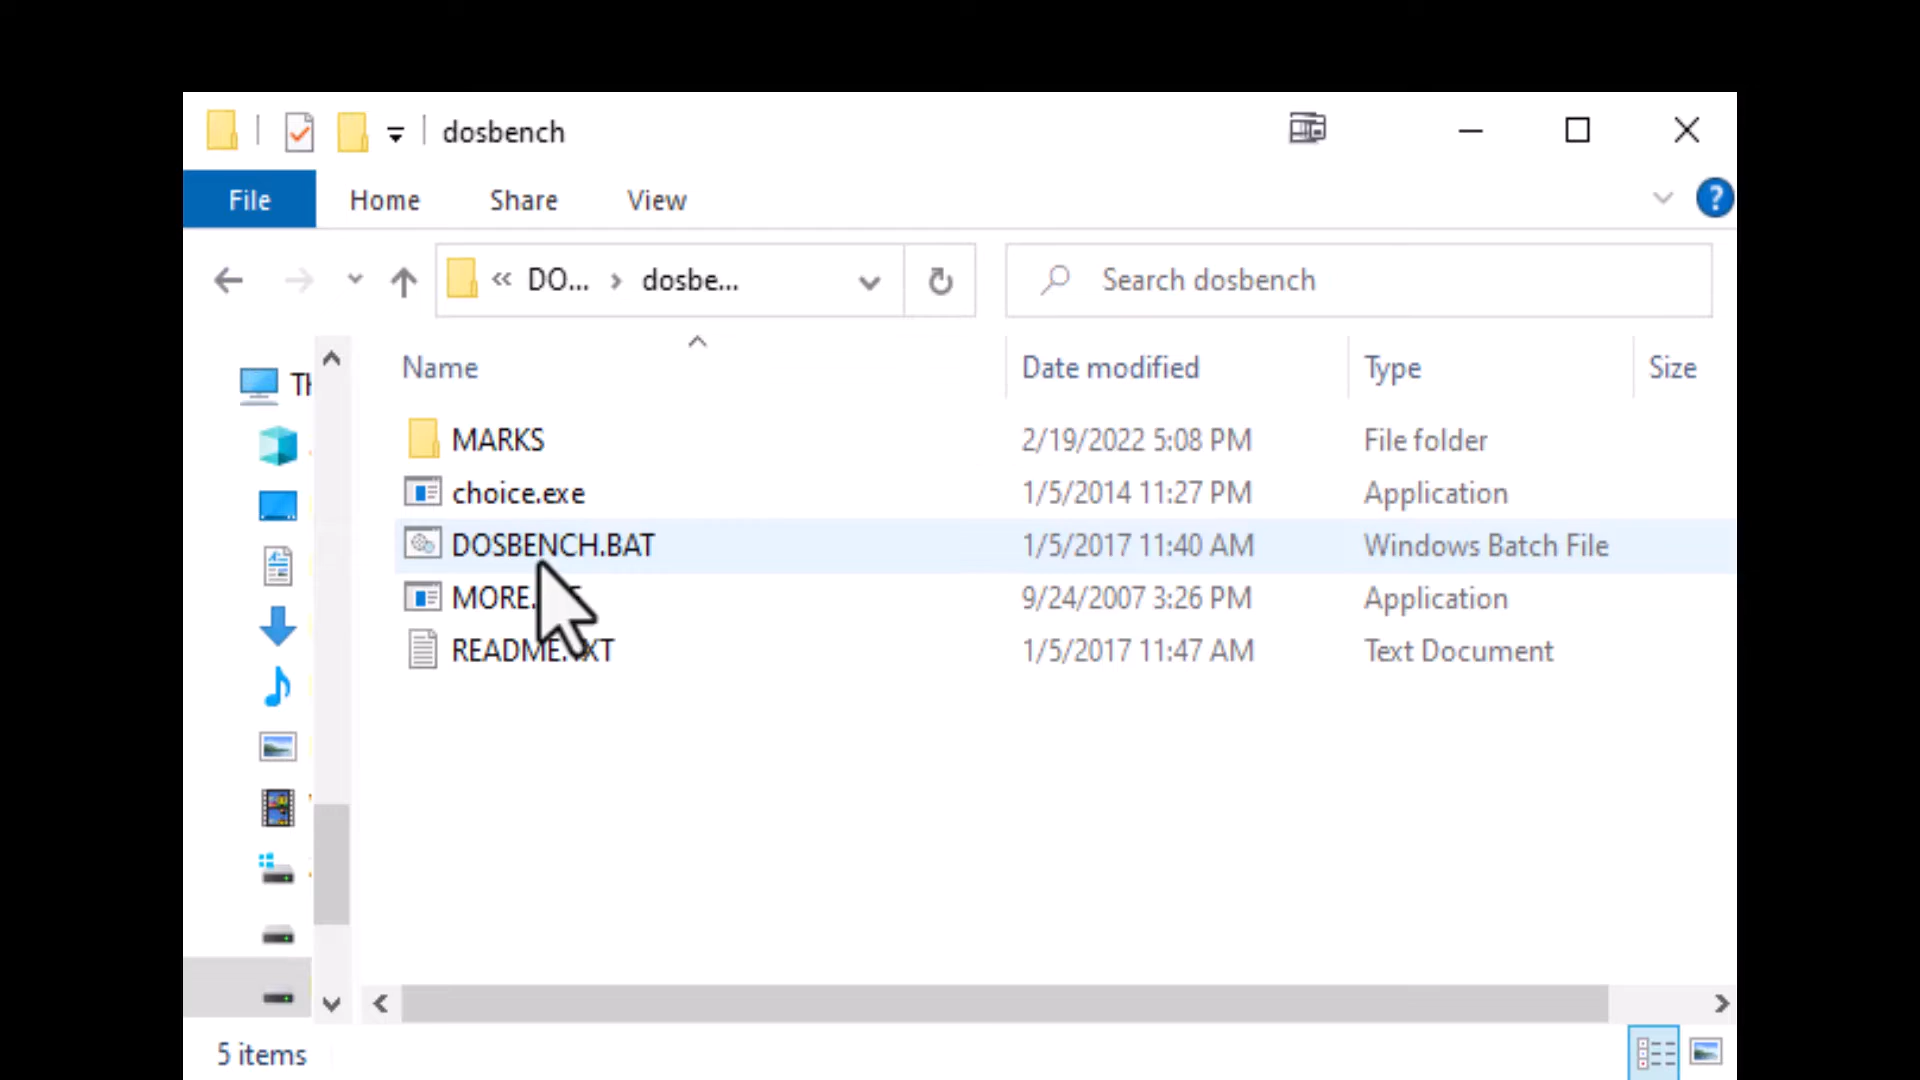 dosbench
File Home Share View
« DO... › dosbe... Search dosbench
Name Date modified Type Size
MARKS 2/19/2022 5:08 PM File folder
choice.exe 1/5/2014 11:27 PM Application
DOSBENCH.BAT 1/5/2017 11:40 AM Windows Batch File
MORE. 9/24/2007 3:26 PM Application
README. XT 1/5/2017 11:47 AM Text Document
5 items